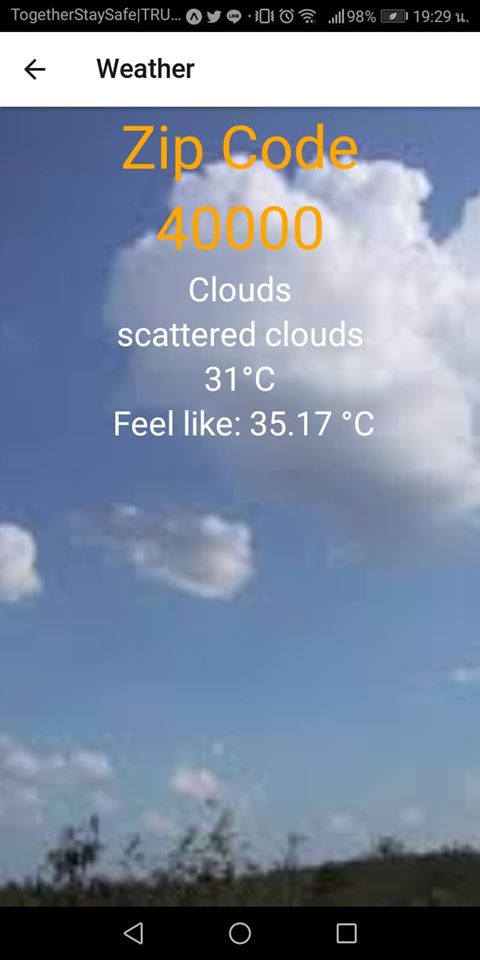 TogetherStaySafe|TRU... 98% 19:29 น.
Weather
Zip Code
40000
Clouds
scattered clouds
31°C
Feel like: 35.17 °C